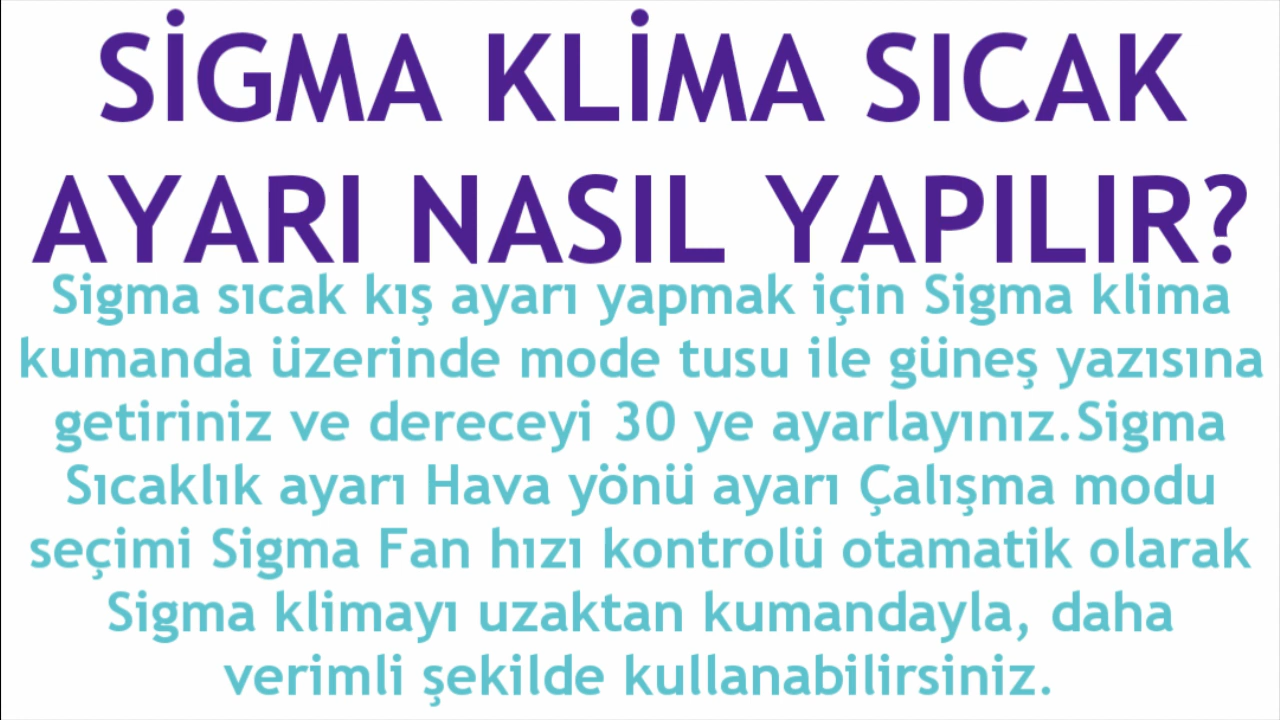 SİGMA KLİMA SICAK
AYARI NASIL YAPILIR?
Sigma sıcak kış ayarı yapmak için Sigma klima
kumanda üzerinde mode tusu ile güneş yazısına
getiriniz ve dereceyi 30 ye ayarlayınız.Sigma
Sıcaklık ayarı Hava yönü ayarı Çalışma modu
seçimi Sigma Fan hızı kontrolü otamatik olarak
Sigma klimayı uzaktan kumandayla, daha
verimli şekilde kullanabilirsiniz.